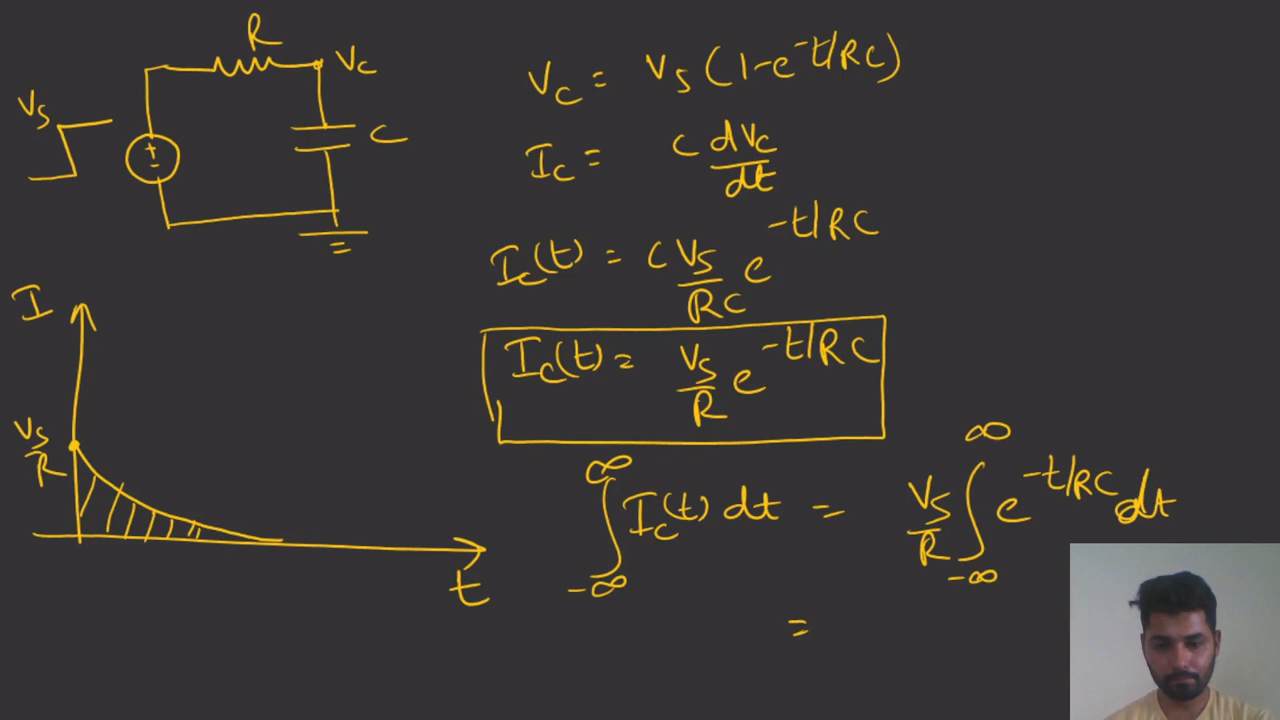 R
Vc
Vs
+
-
C
Vc = Vs(1-e^-t/RC)
Ic = C dVc/dt
Ic(t) = C Vs/RC e^-t/RC
Ic(t) = Vs/R e^-t/RC
I
Vs/R
t
∫_-∞^∞ Ic(t) dt = Vs/R ∫_-∞^∞ e^-t/RC dt
=